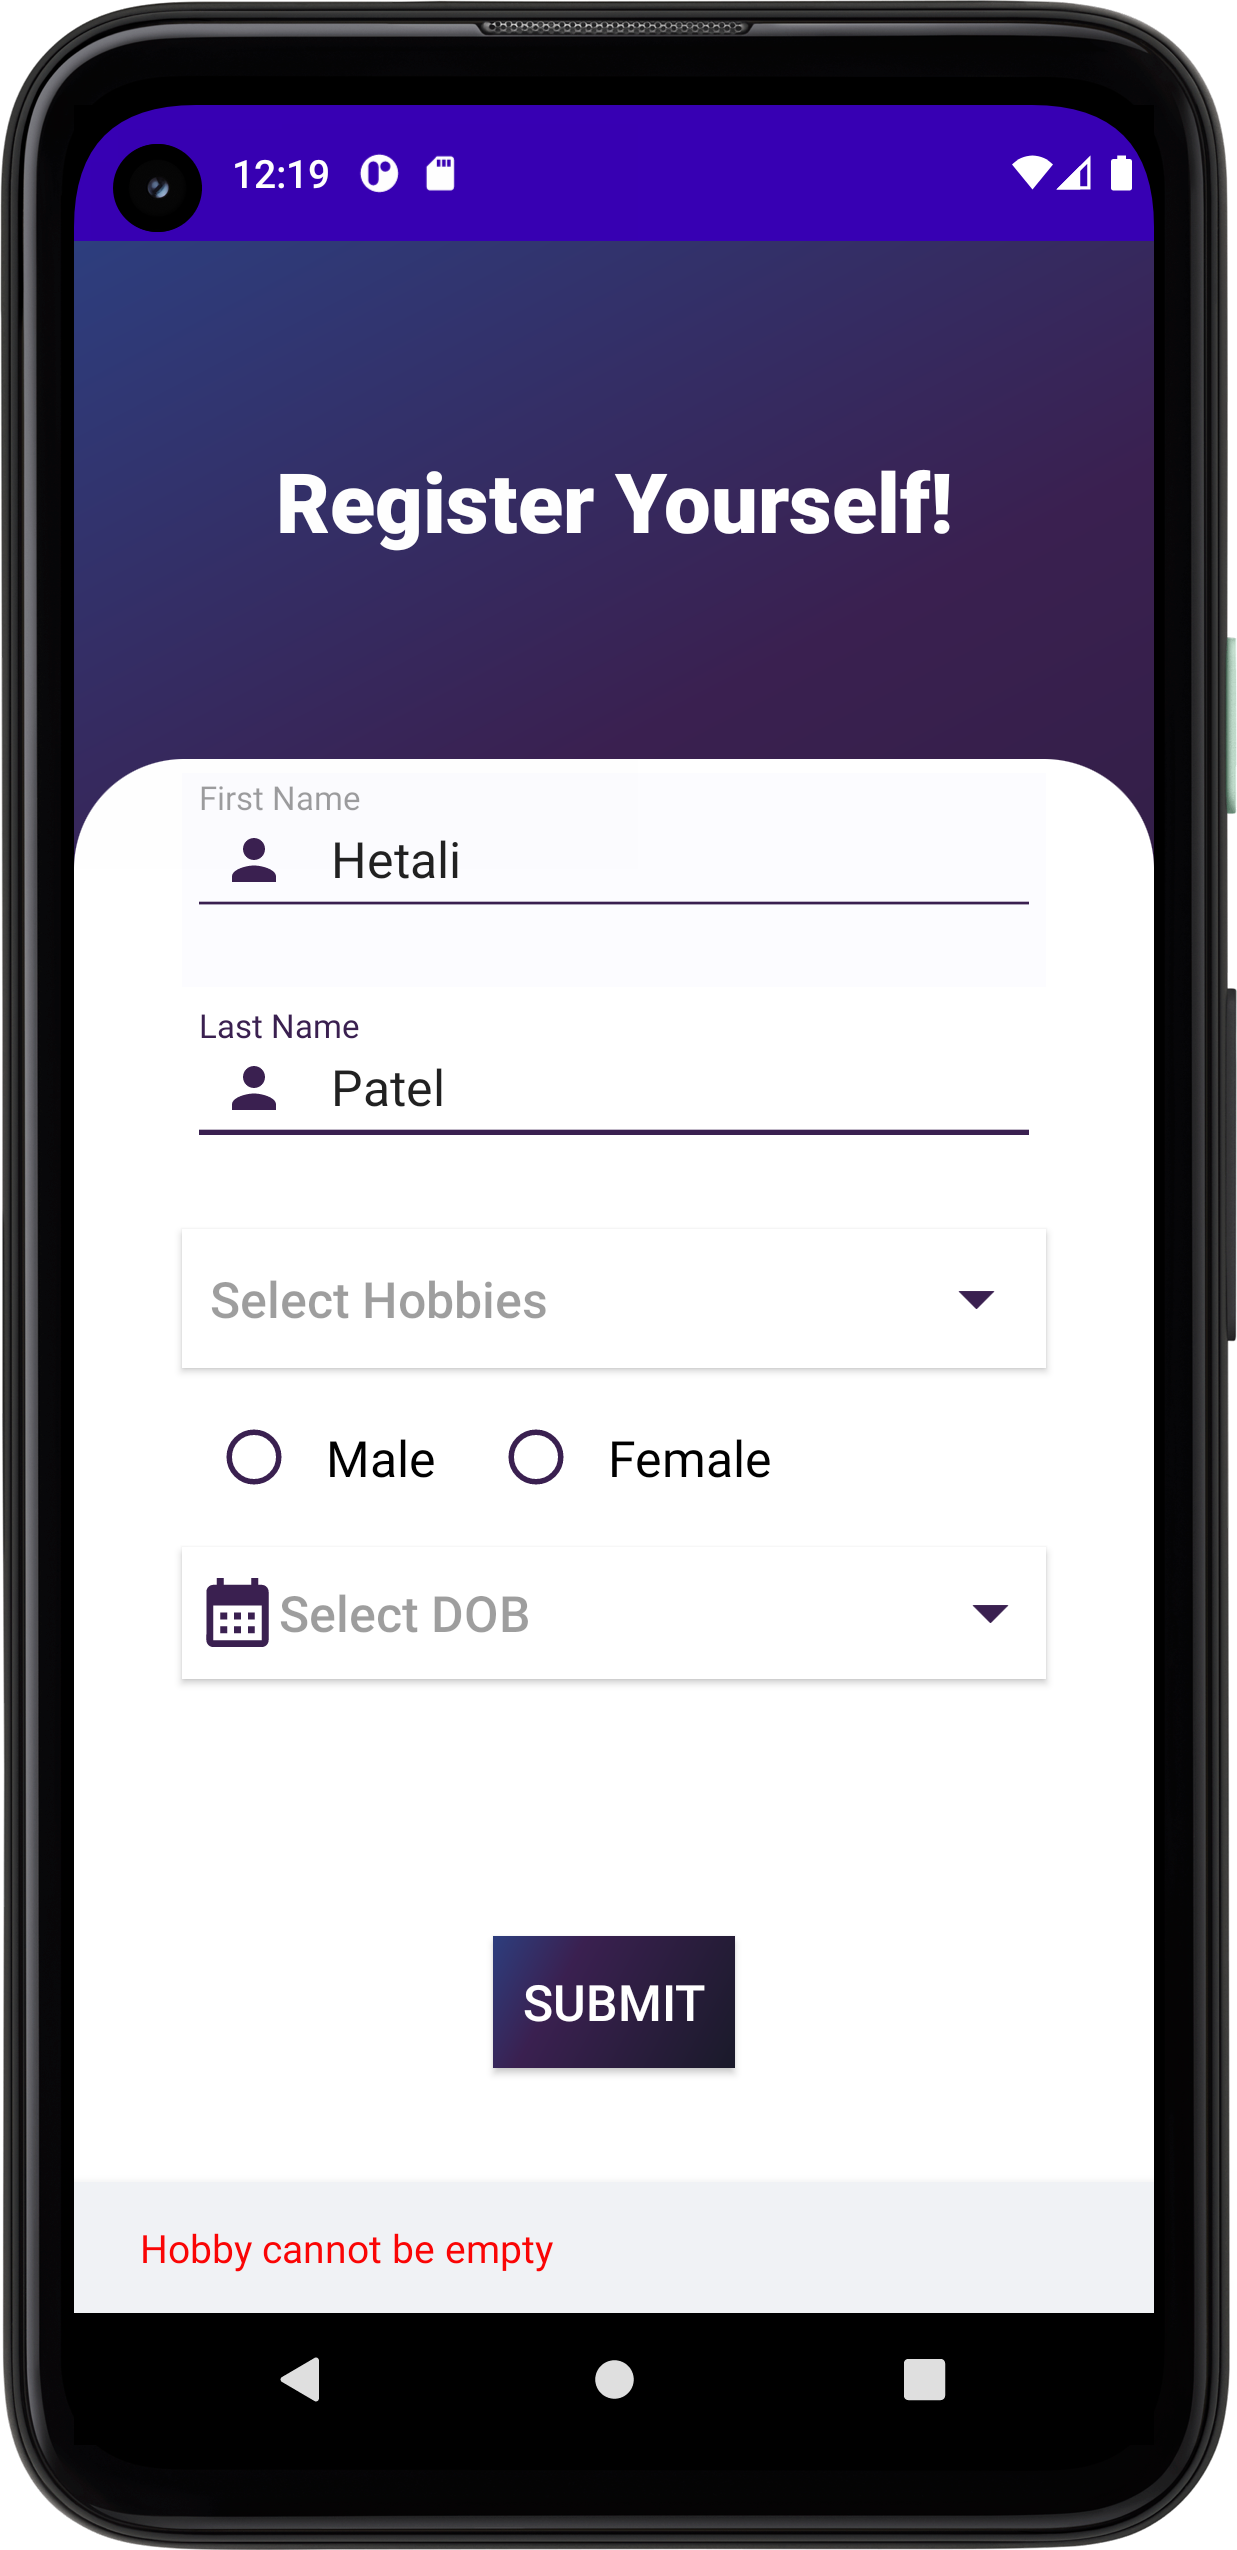 12:19
Register Yourself!
First Name
Hetali
Last Name
Patel
Select Hobbies
Male Female
Select DOB
SUBMIT
Hobby cannot be empty